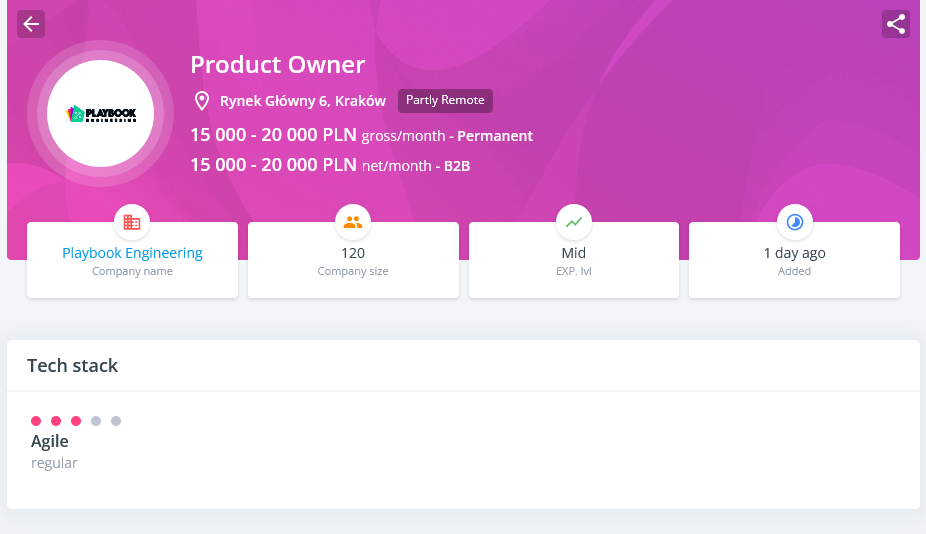 Product Owner
Rynek Główny 6, Kraków Partly Remote
PLAYBOOK
ENGINEERING
15 000 - 20 000 PLN gross/month - Permanent
15 000 - 20 000 PLN net/month - B2B
Playbook Engineering
Company name
120
Company size
Mid
EXP. lvl
1 day ago
Added
Tech stack
Agile
regular